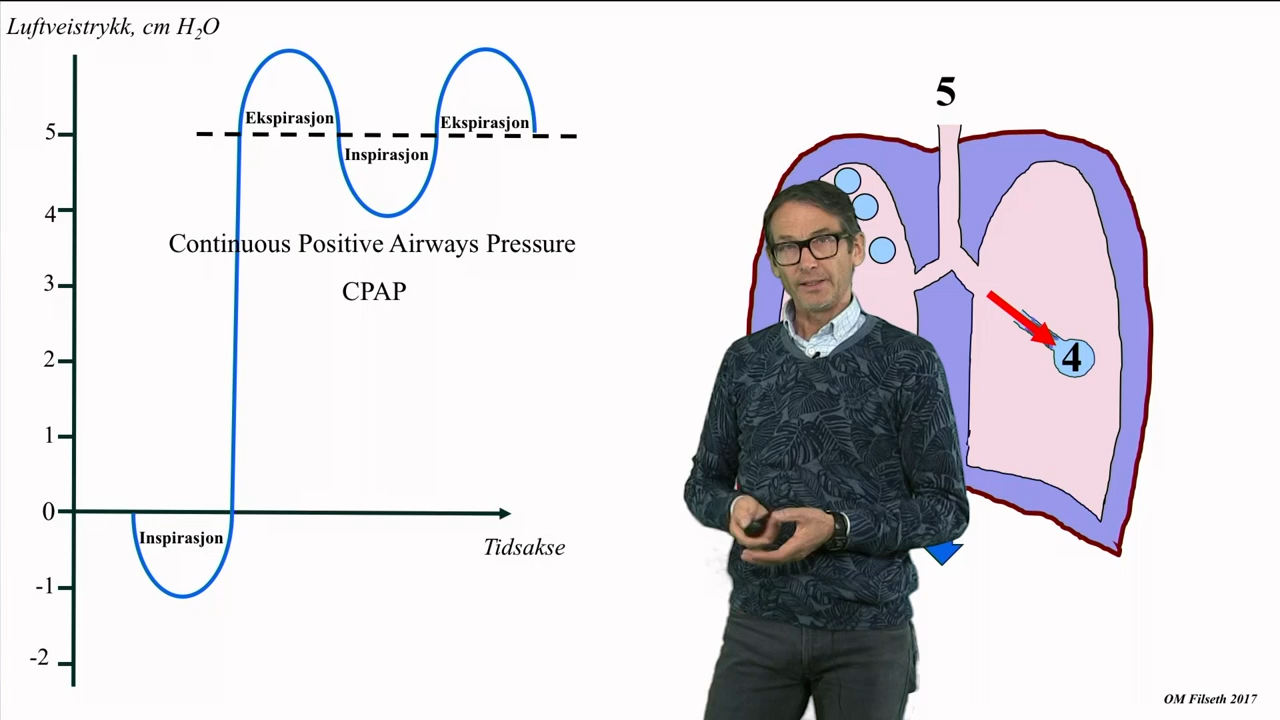 Luftveistrykk, cm H₂O
5
Ekspirasjon
Ekspirasjon
5
Inspirasjon
4
Continuous Positive Airways Pressure
3
CPAP
4
2
1
0
Inspirasjon
Tidsakse
-1
-2
OM Filseth 2017